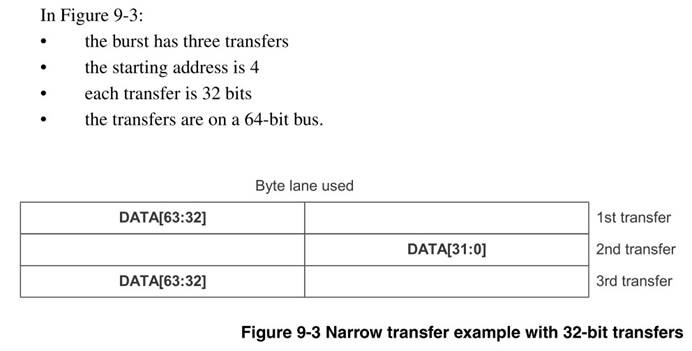 In Figure 9-3:
• the burst has three transfers
• the starting address is 4
• each transfer is 32 bits
• the transfers are on a 64-bit bus.
Byte lane used
DATA[63:32] 1st transfer
DATA[31:0] 2nd transfer
DATA[63:32] 3rd transfer
Figure 9-3 Narrow transfer example with 32-bit transfers